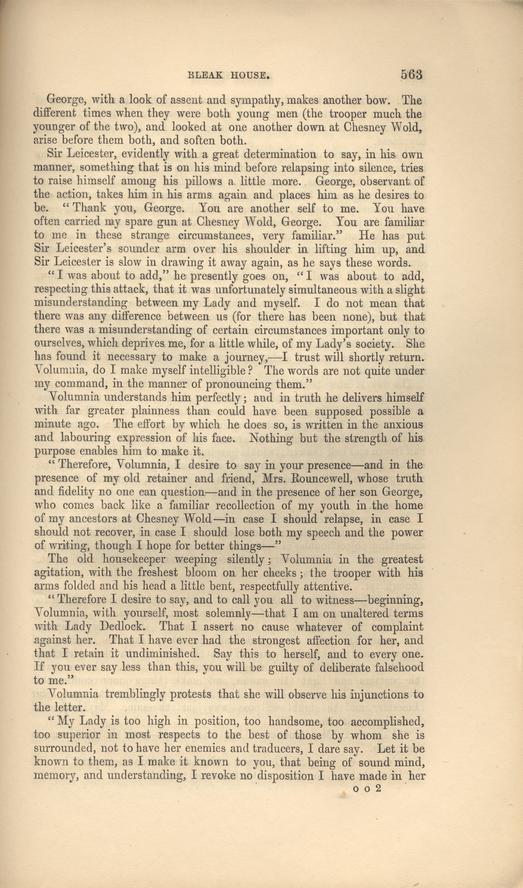 BLEAK HOUSE. 563
George, with a look of assent and sympathy, makes another bow. The
different times when they were both young men (the trooper much the
younger of the two), and looked at one another down at Chesney Wold,
arise before them both, and soften both.
Sir Leicester, evidently with a great determination to say, in his own
manner, something that is on his mind before relapsing into silence, tries
to raise himself among his pillows a little more. George, observant of
the action, takes him in his arms again and places him as he desires to
be. “Thank you, George. You are another self to me. You have
often carried my spare gun at Chesney Wold, George. You are familiar
to me in these strange circumstances, very familiar.” He has put
Sir Leicester's sounder arm over his shoulder in lifting him up, and
Sir Leicester is slow in drawing it away again, as he says these words.
“I was about to add,” he presently goes on, “I was about to add,
respecting this attack, that it was unfortunately simultaneous with a slight
misunderstanding between my Lady and myself. I do not mean that
there was any difference between us (for there has been none), but that
there was a misunderstanding of certain circumstances important only to
ourselves, which deprives me, for a little while, of my Lady's society. She
has found it necessary to make a journey,—I trust will shortly return.
Volumnia, do I make myself intelligible? The words are not quite under
my command, in the manner of pronouncing them.”
Volumnia understands him perfectly; and in truth he delivers himself
with far greater plainness than could have been supposed possible a
minute ago. The effort by which he does so, is written in the anxious
and labouring expression of his face. Nothing but the strength of his
purpose enables him to make it.
“Therefore, Volumnia, I desire to say in your presence—and in the
presence of my old retainer and friend, Mrs. Rouncewell, whose truth
and fidelity no one can question—and in the presence of her son George,
who comes back like a familiar recollection of my youth in the home
of my ancestors at Chesney Wold—in case I should relapse, in case I
should not recover, in case I should lose both my speech and the power
of writing, though I hope for better things—”
The old housekeeper weeping silently; Volumnia in the greatest
agitation, with the freshest bloom on her cheeks; the trooper with his
arms folded and his head a little bent, respectfully attentive.
“Therefore I desire to say, and to call you all to witness—beginning,
Volumnia, with yourself, most solemnly—that I am on unaltered terms
with Lady Dedlock. That I assert no cause whatever of complaint
against her. That I have ever had the strongest affection for her, and
that I retain it undiminished. Say this to herself, and to every one.
If you ever say less than this, you will be guilty of deliberate falsehood
to me.”
Volumnia tremblingly protests that she will observe his injunctions to
the letter.
“My Lady is too high in position, too handsome, too accomplished,
too superior in most respects to the best of those by whom she is
surrounded, not to have her enemies and traducers, I dare say. Let it be
known to them, as I make it known to you, that being of sound mind,
memory, and understanding, I revoke no disposition I have made in her
o o 2